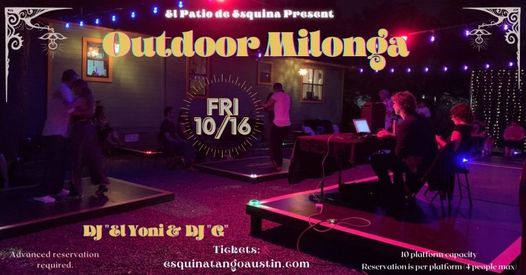 El Patio de Esquina Present
Outdoor Milonga
FRI
10/16
DJ "El Yoni & DJ "G"
Advanced reservation
required.
Tickets:
esquinatangoaustin.com
10 platform capacity
Reservation is per platform (4 people max)